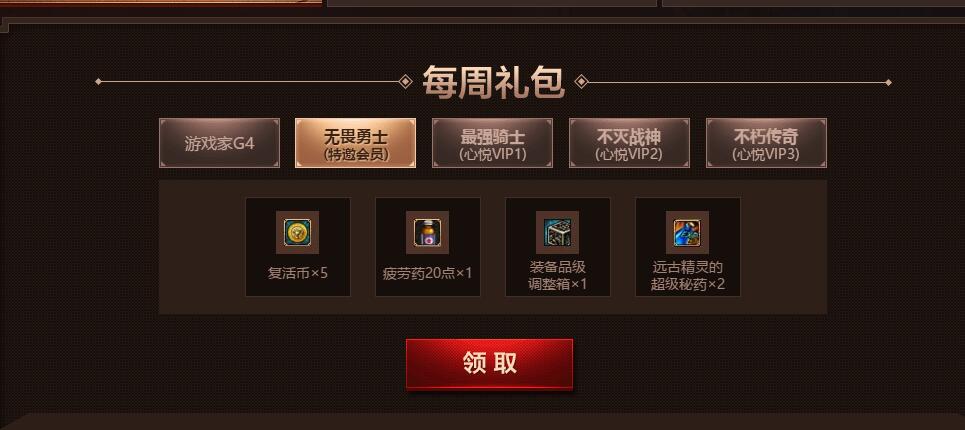 每周礼包
游戏家G4
无畏勇士
(特邀会员)
最强骑士
(心悦VIP1)
不灭战神
(心悦VIP2)
不朽传奇
(心悦VIP3)
复活币×5
疲劳药20点×1
装备品级
调整箱×1
远古精灵的
超级秘药×2
领取